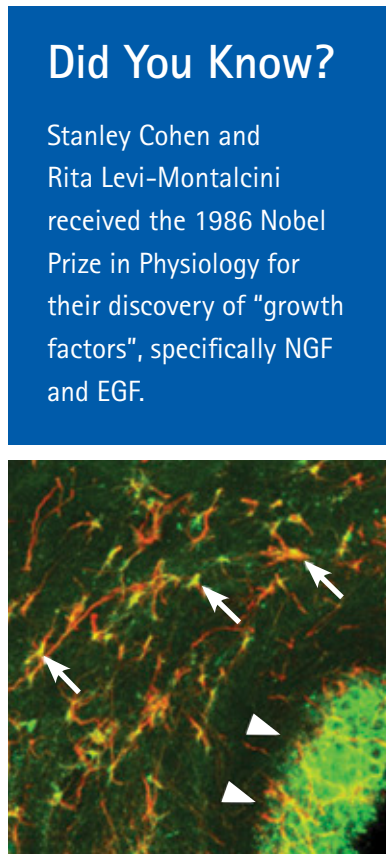 Did You Know?
Stanley Cohen and
Rita Levi-Montalcini
received the 1986 Nobel
Prize in Physiology for
their discovery of “growth
factors”, specifically NGF
and EGF.